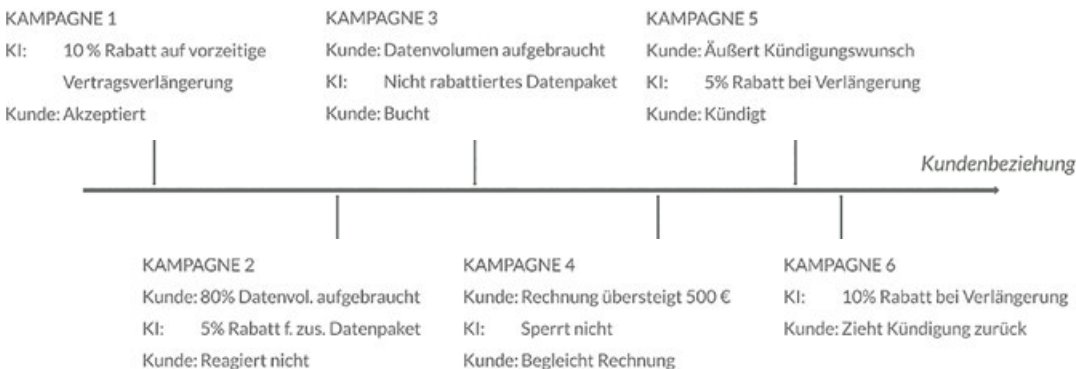 KAMPAGNE 1
KI: 10 % Rabatt auf vorzeitige
Vertragsverlängerung
Kunde: Akzeptiert
KAMPAGNE 3
Kunde: Datenvolumen aufgebraucht
KI: Nicht rabattiertes Datenpaket
Kunde: Bucht
KAMPAGNE 5
Kunde: Äußert Kündigungswunsch
KI: 5% Rabatt bei Verlängerung
Kunde: Kündigt
Kundenbeziehung
KAMPAGNE 2
Kunde: 80% Datenvol. aufgebraucht
KI: 5% Rabatt f. zus. Datenpaket
Kunde: Reagiert nicht
KAMPAGNE 4
Kunde: Rechnung übersteigt 500 €
KI: Sperrt nicht
Kunde: Begleicht Rechnung
KAMPAGNE 6
KI: 10% Rabatt bei Verlängerung
Kunde: Zieht Kündigung zurück